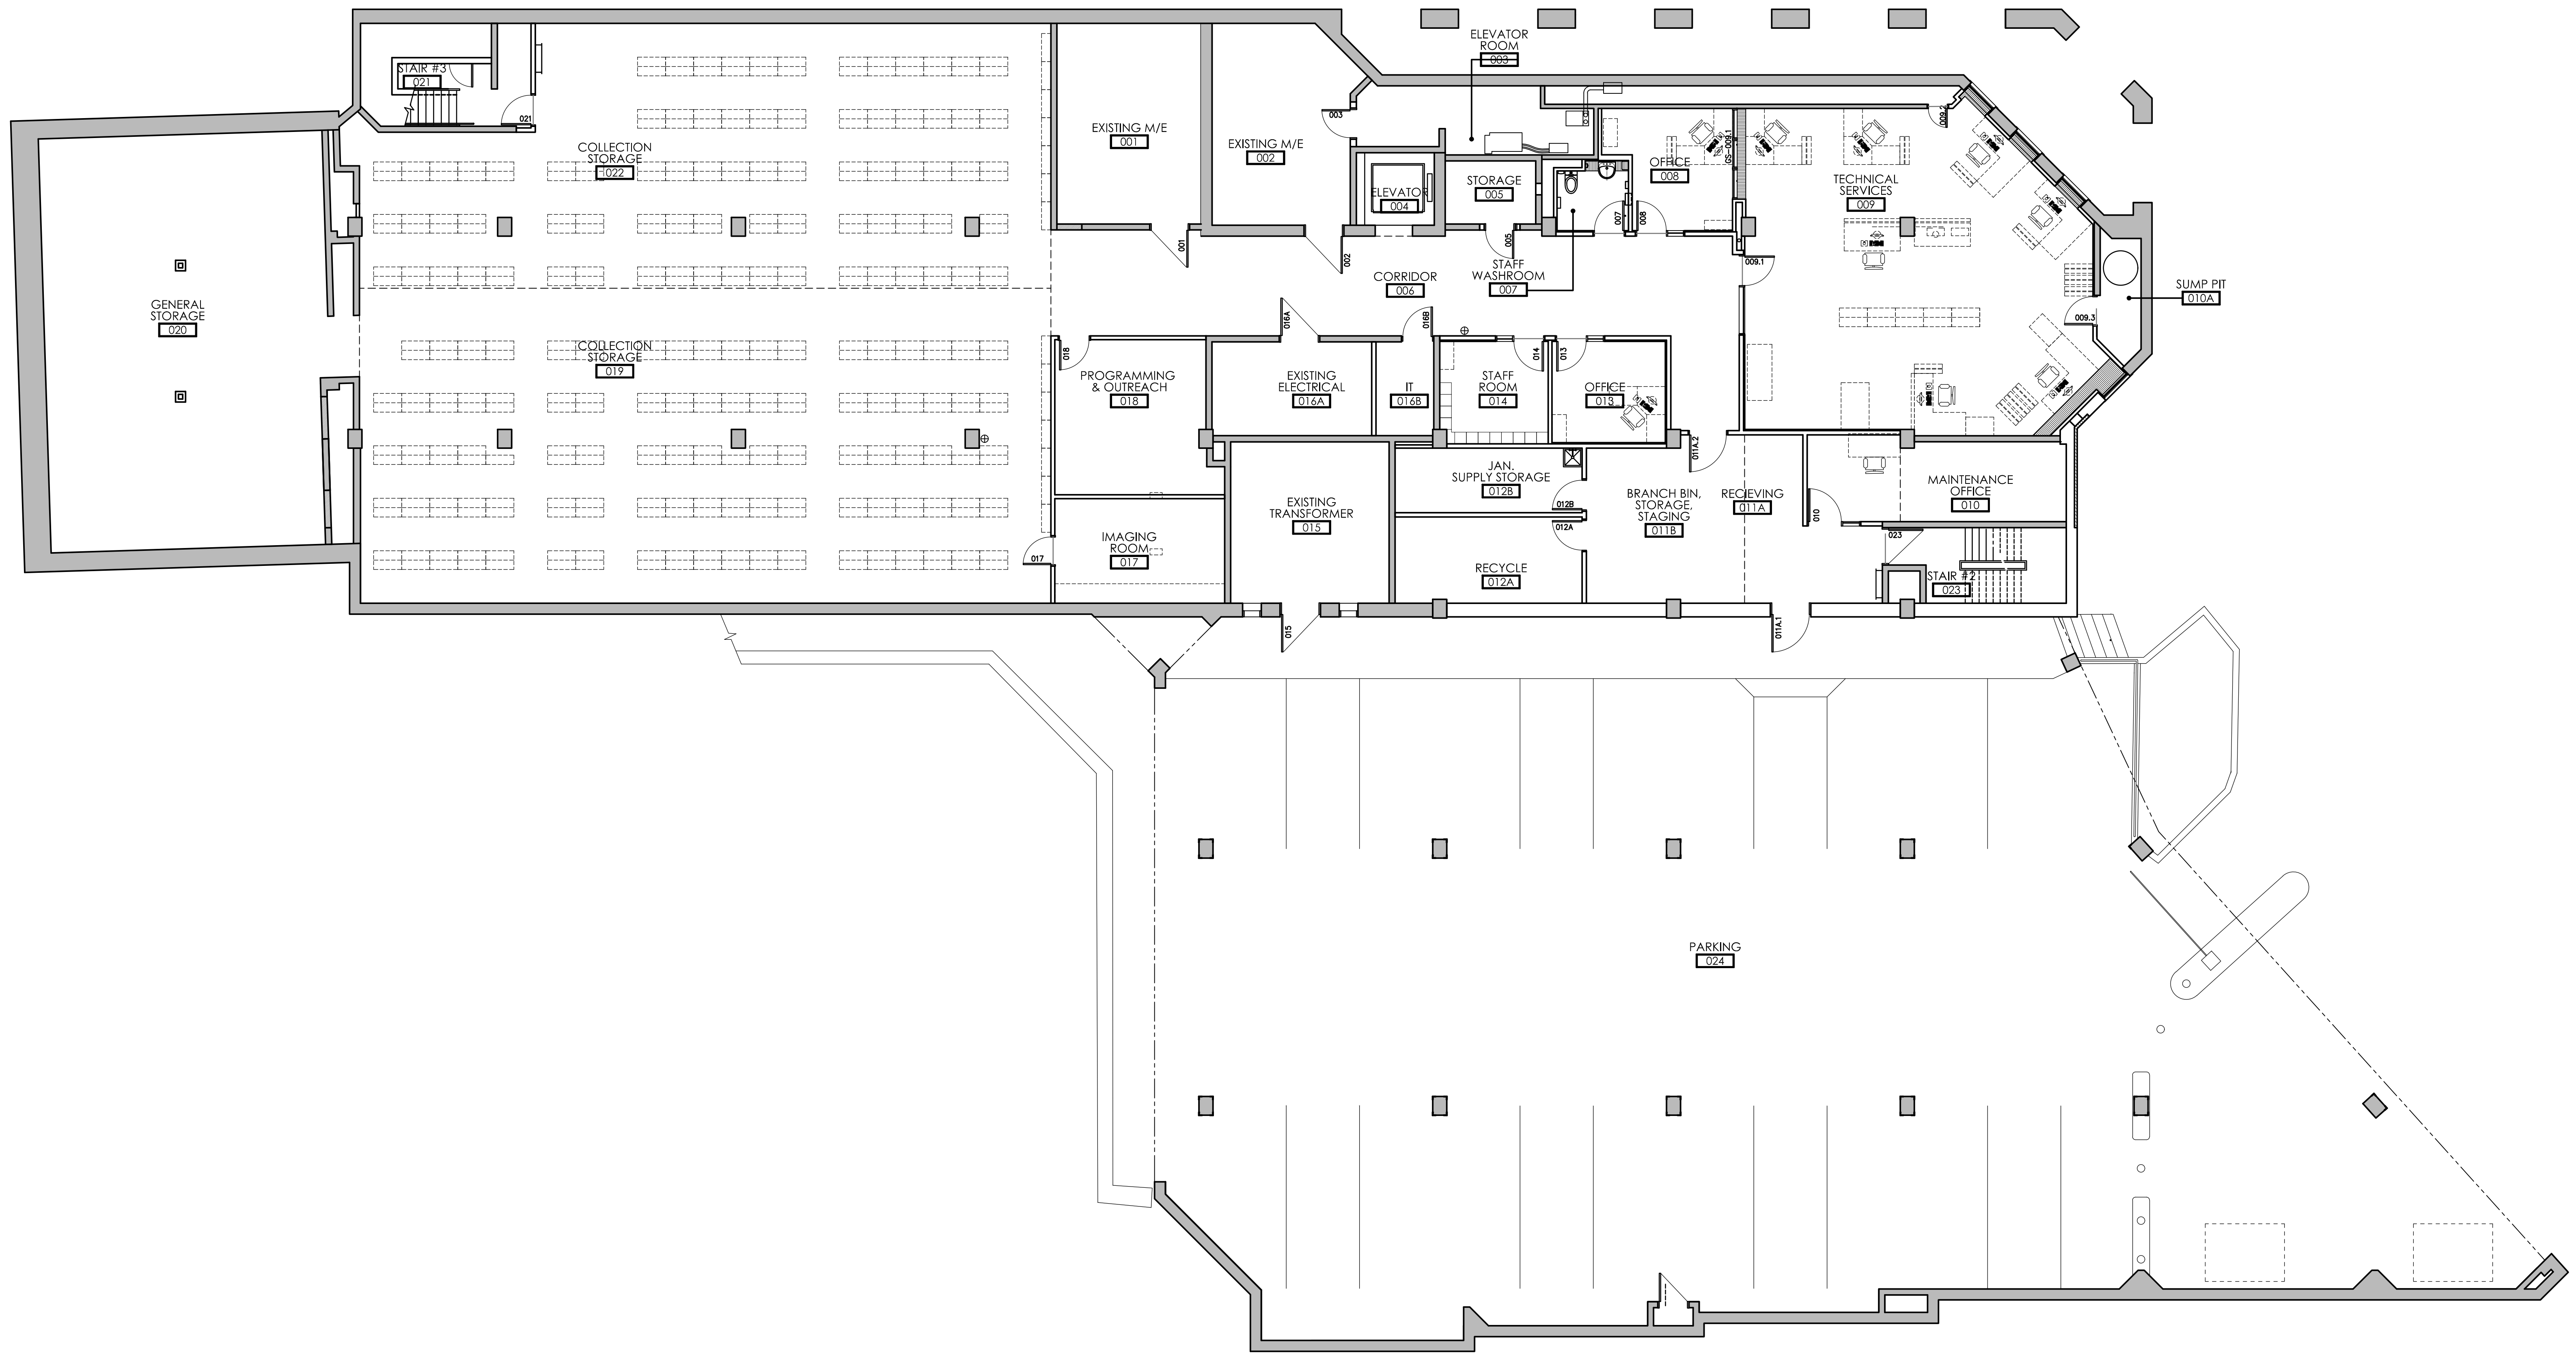 ELEVATOR
ROOM
003
STAIR #3
021
021
EXISTING M/E
001
EXISTING M/E
002
003
COLLECTION
STORAGE
022
ELEVATOR
004
STORAGE
005
OFFICE
008
GS-009.1
009.2
TECHNICAL
SERVICES
009
007
008
001
002
005
CORRIDOR
006
STAFF
WASHROOM
007
009.1
SUMP PIT
010A
009.3
GENERAL
STORAGE
020
COLLECTION
STORAGE
019
018
016A
016B
014
013
PROGRAMMING
& OUTREACH
018
EXISTING
ELECTRICAL
016A
IT
016B
STAFF
ROOM
014
OFFICE
013
011A.2
JAN.
SUPPLY STORAGE
012B
012B
EXISTING
TRANSFORMER
015
BRANCH BIN,
STORAGE,
STAGING
011B
RECIEVING
011A
MAINTENANCE
OFFICE
010
010
012A
023
IMAGING
ROOM
017
017
RECYCLE
012A
STAIR #2
023
015
011A.1
PARKING
024